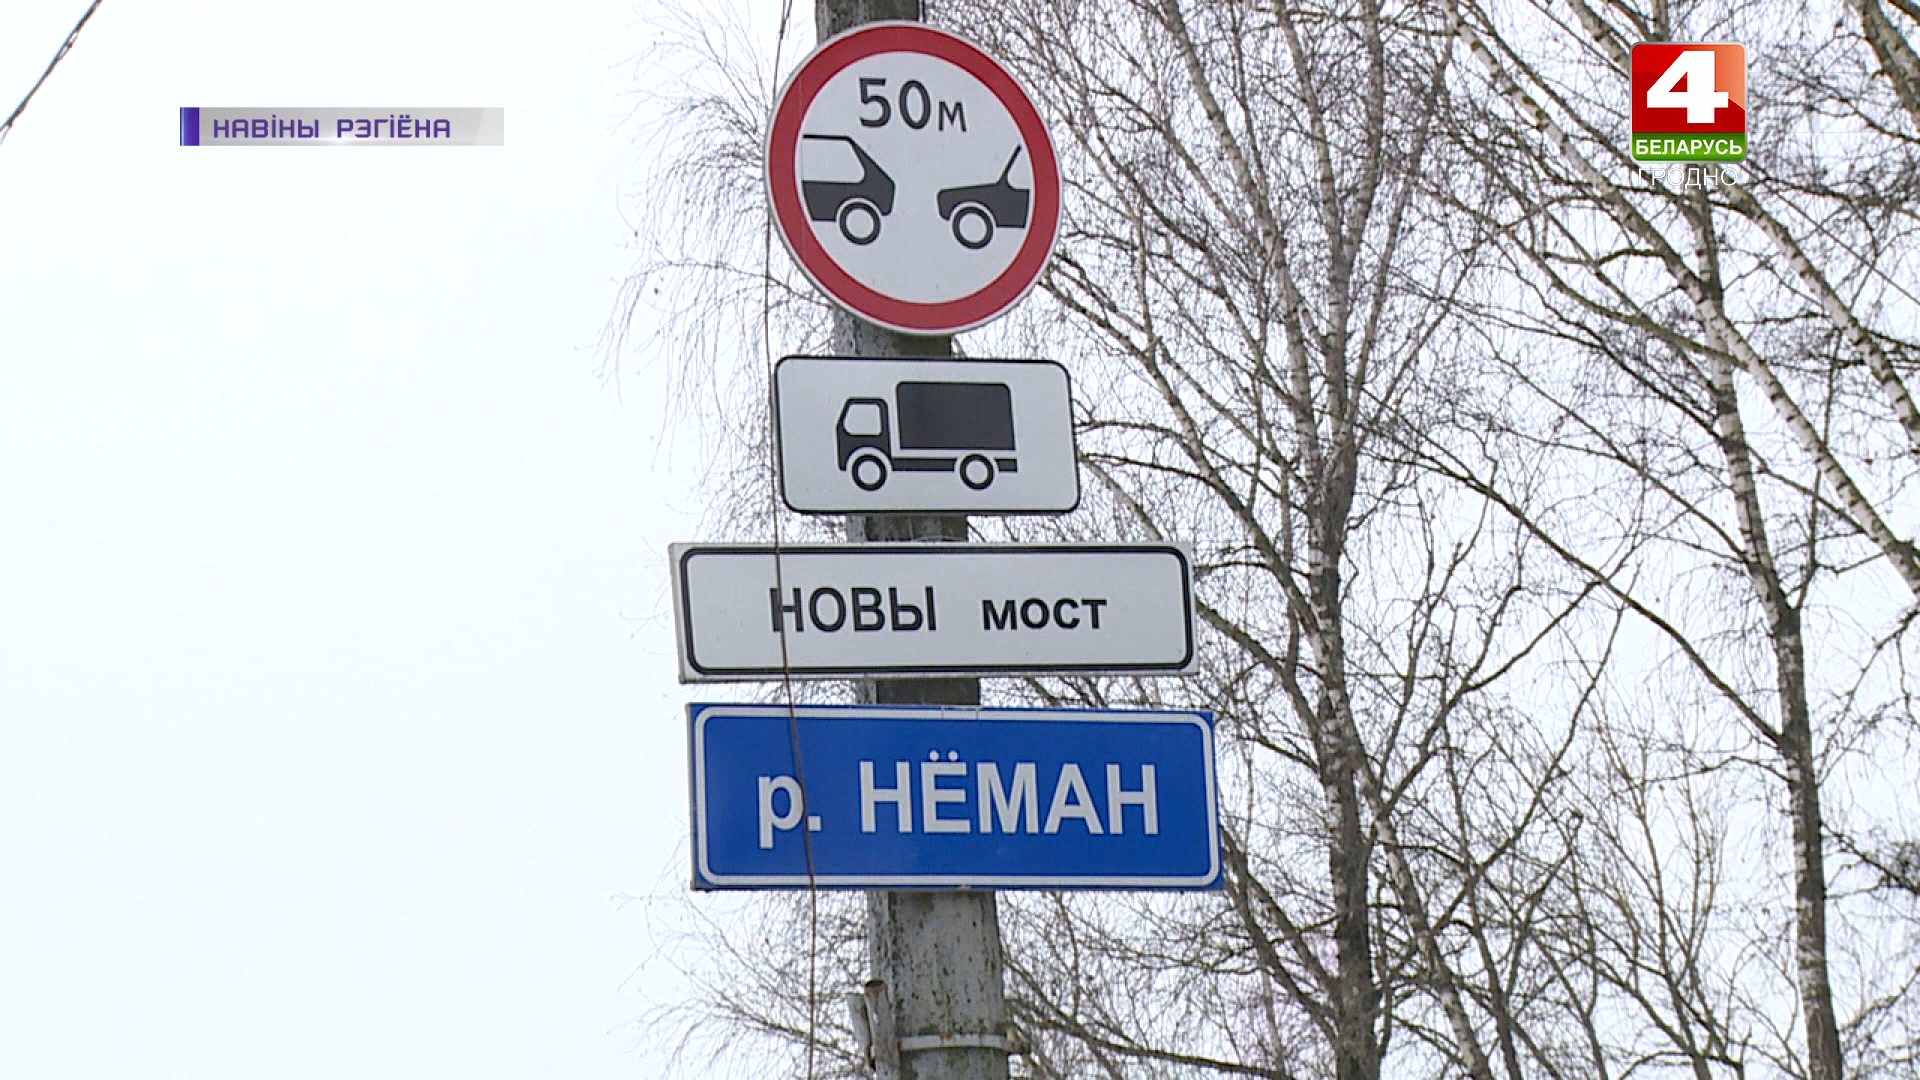 НАВІНЫ РЭГІЁНА
4
БЕЛАРУСЬ
ГРОДНО
50м
НОВЫ мост
р. НЁМАН